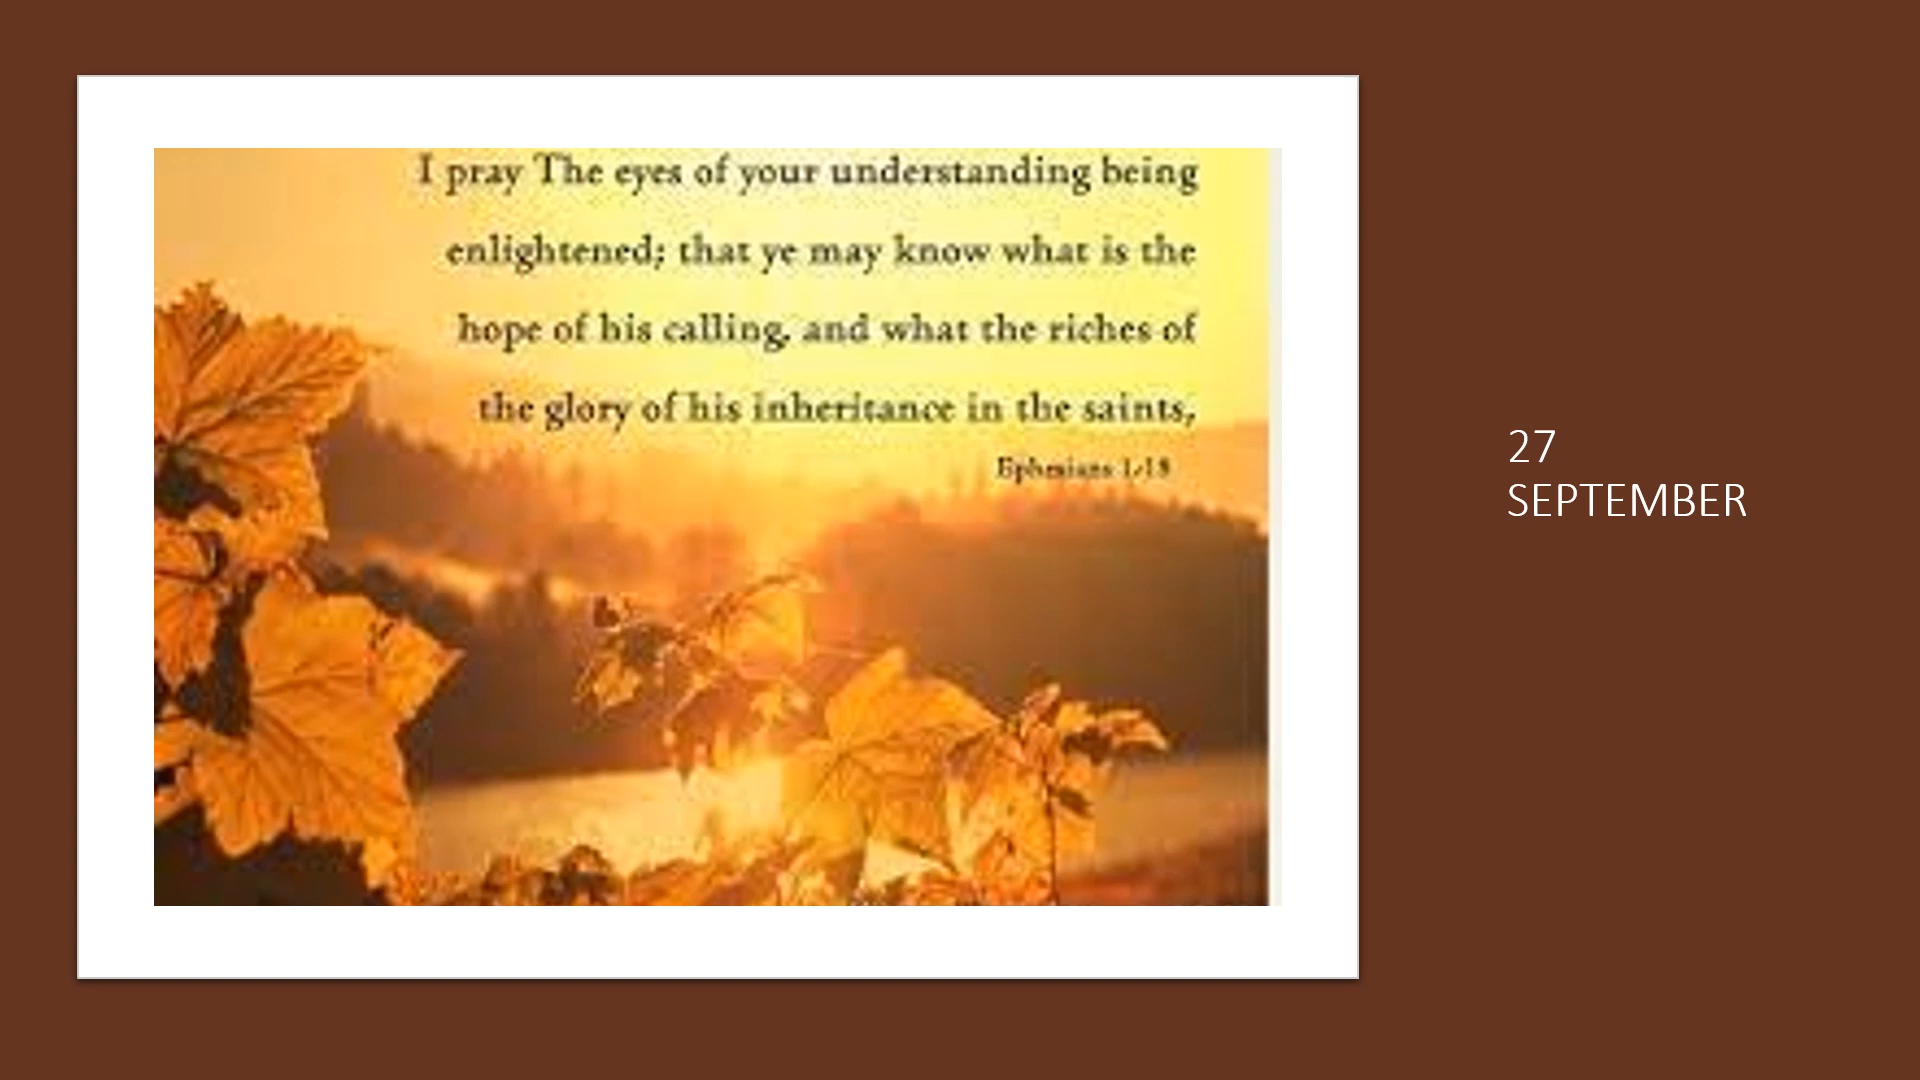 I pray The eyes of your understanding being
enlightened; that ye may know what is the
hope of his calling, and what the riches of
the glory of his inheritance in the saints,
Ephesians 1:18
27
SEPTEMBER